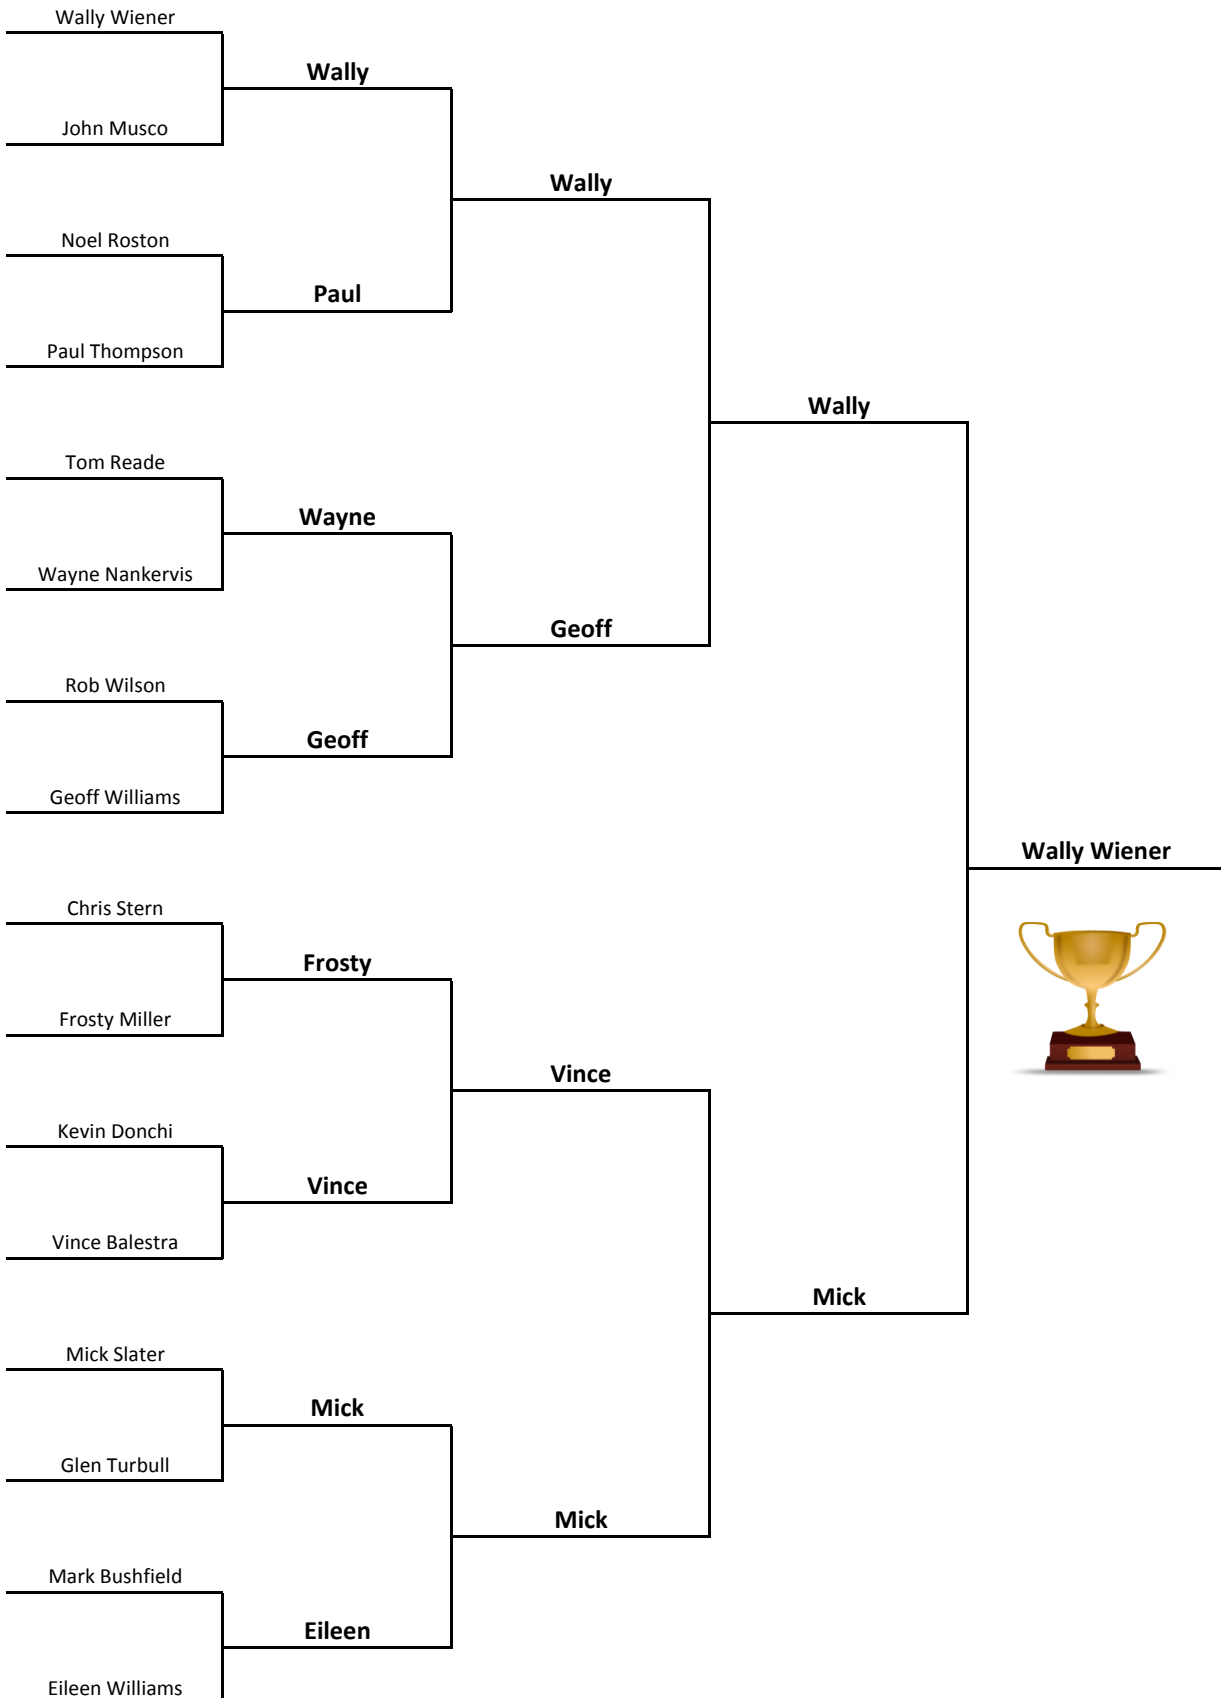 Wally Wiener
Wally
John Musco
Wally
Noel Roston
Paul
Paul Thompson
Wally
Tom Reade
Wayne
Wayne Nankervis
Geoff
Rob Wilson
Geoff
Geoff Williams
Wally Wiener
Chris Stern
Frosty
Frosty Miller
Vince
Kevin Donchi
Vince
Vince Balestra
Mick
Mick Slater
Mick
Glen Turbull
Mick
Mark Bushfield
Eileen
Eileen Williams